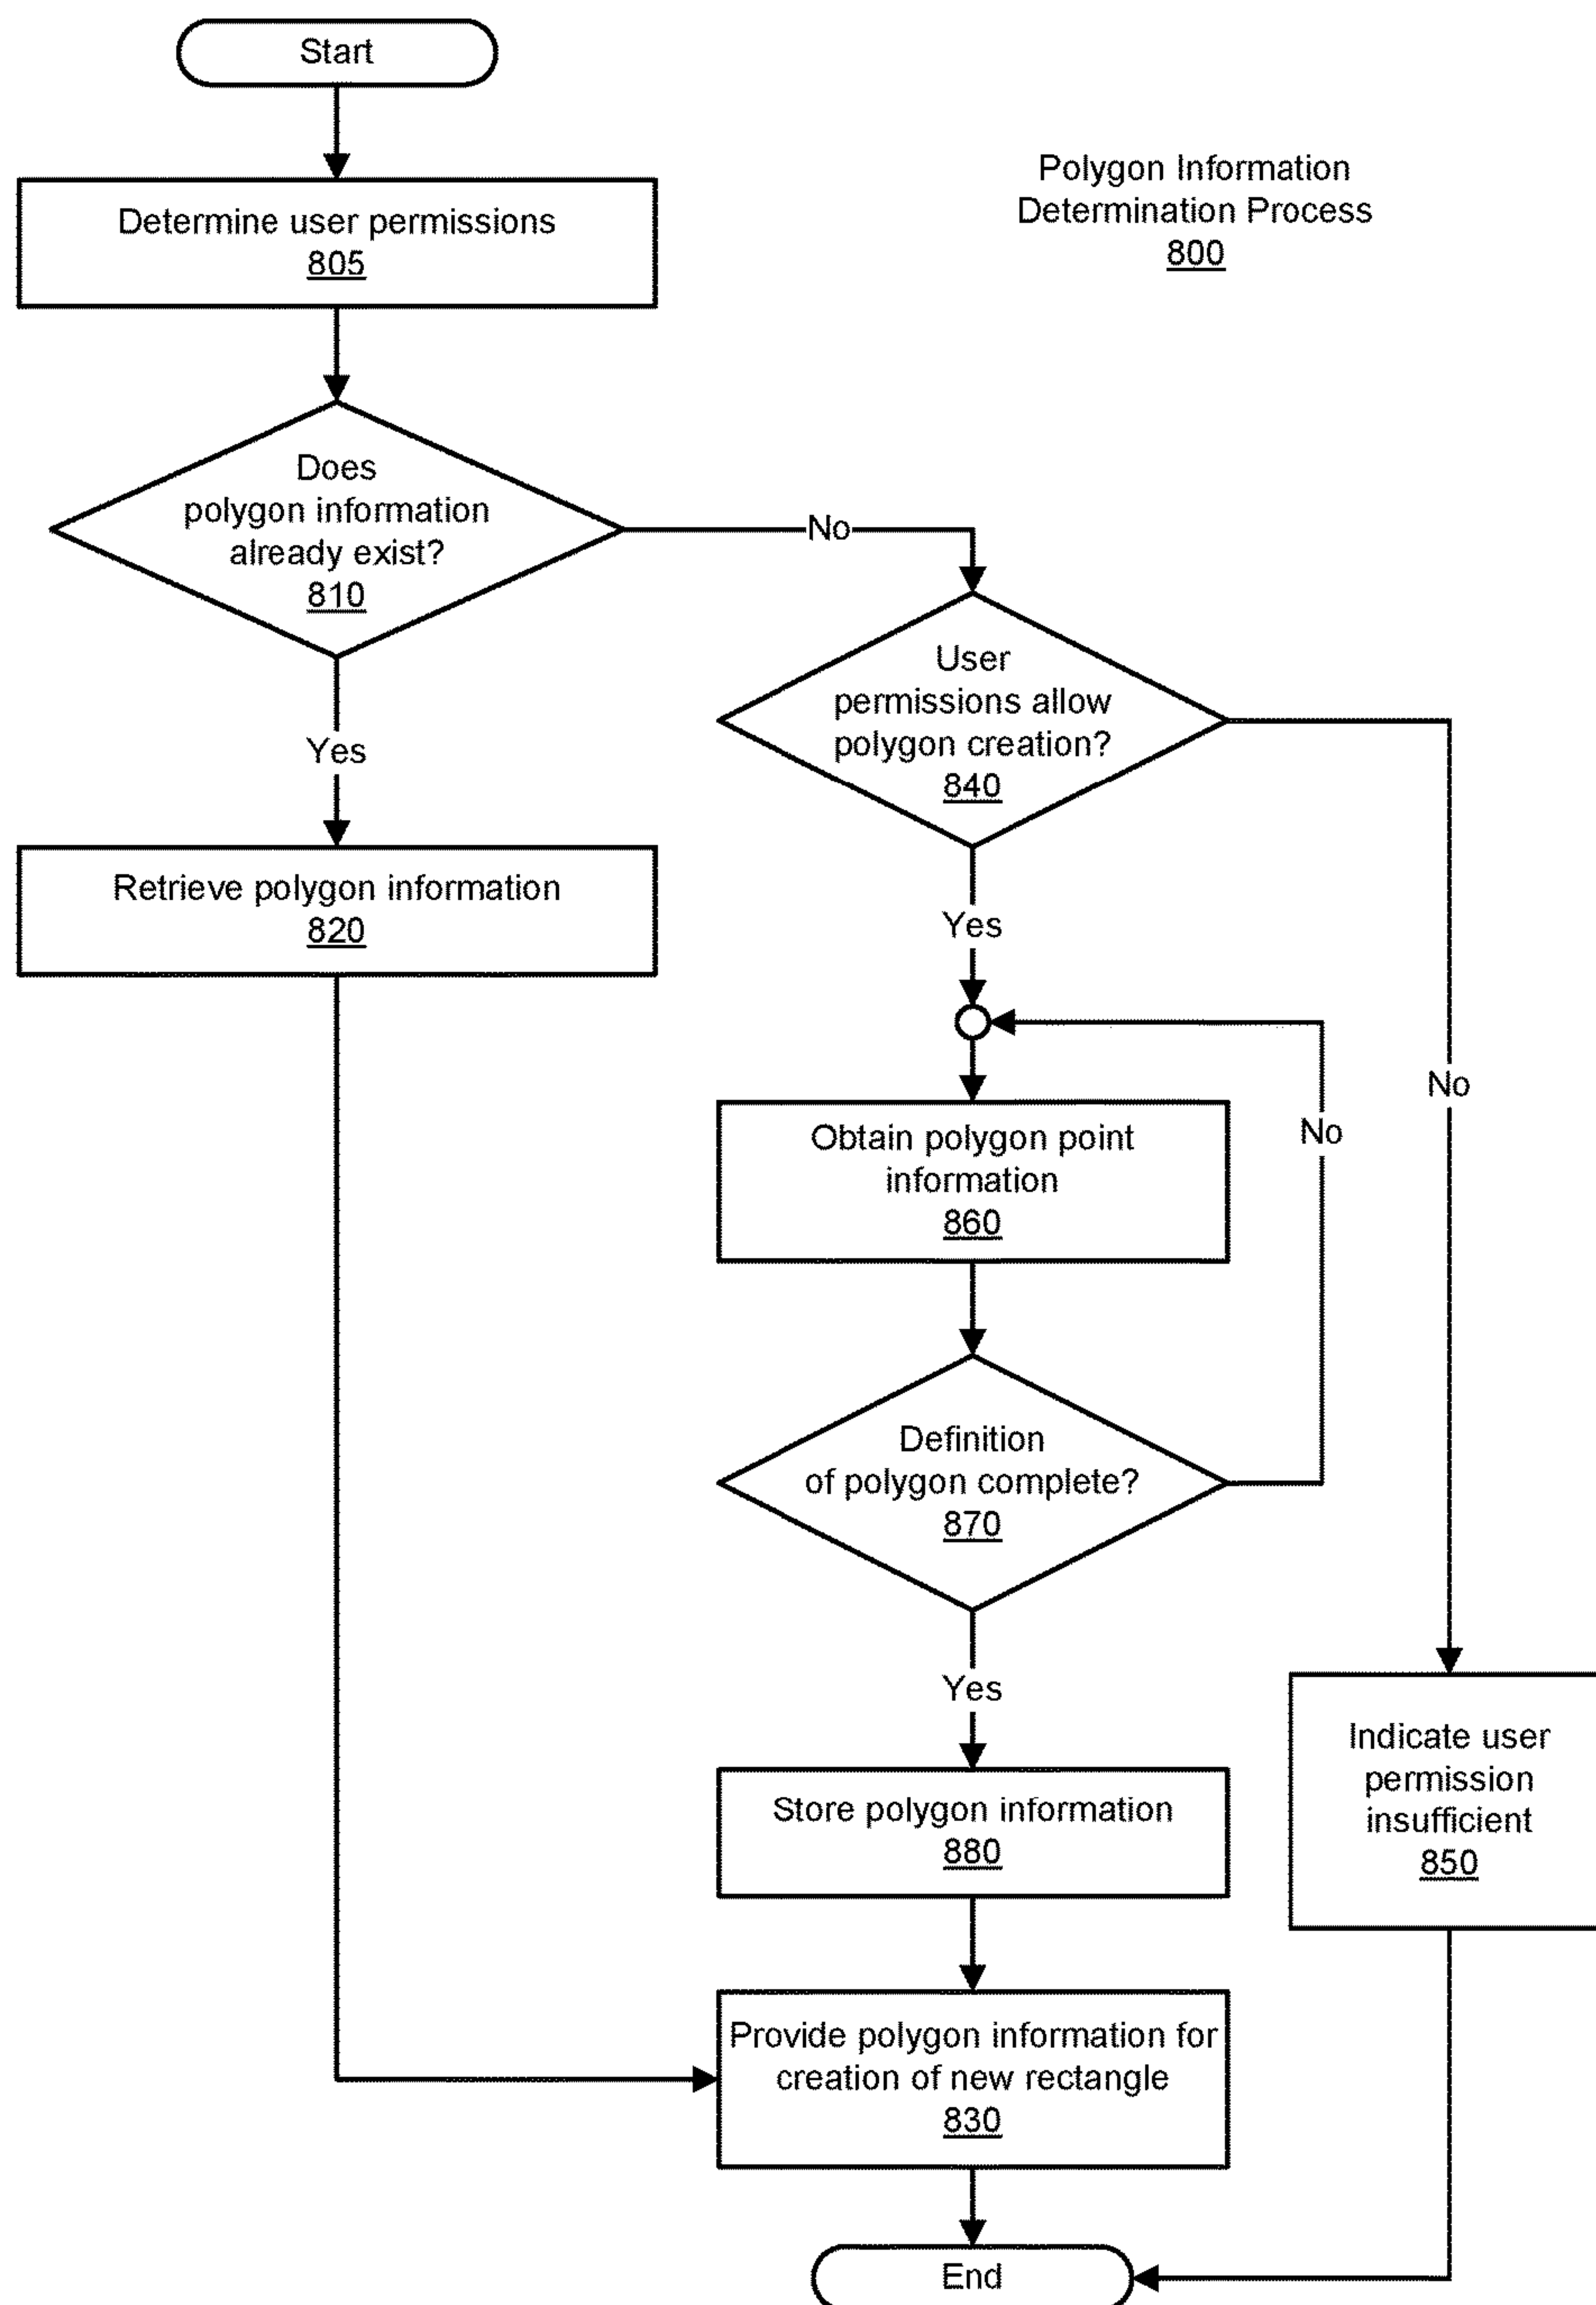 Start
Polygon Information
Determination Process
800
Determine user permissions
805
Does
polygon information
already exist?
810
No
User
permissions allow
polygon creation?
840
Yes
Retrieve polygon information
820
Yes
No
Obtain polygon point
information
860
No
Definition
of polygon complete?
870
Yes
Indicate user
permission
insufficient
850
Store polygon information
880
Provide polygon information for
creation of new rectangle
830
End